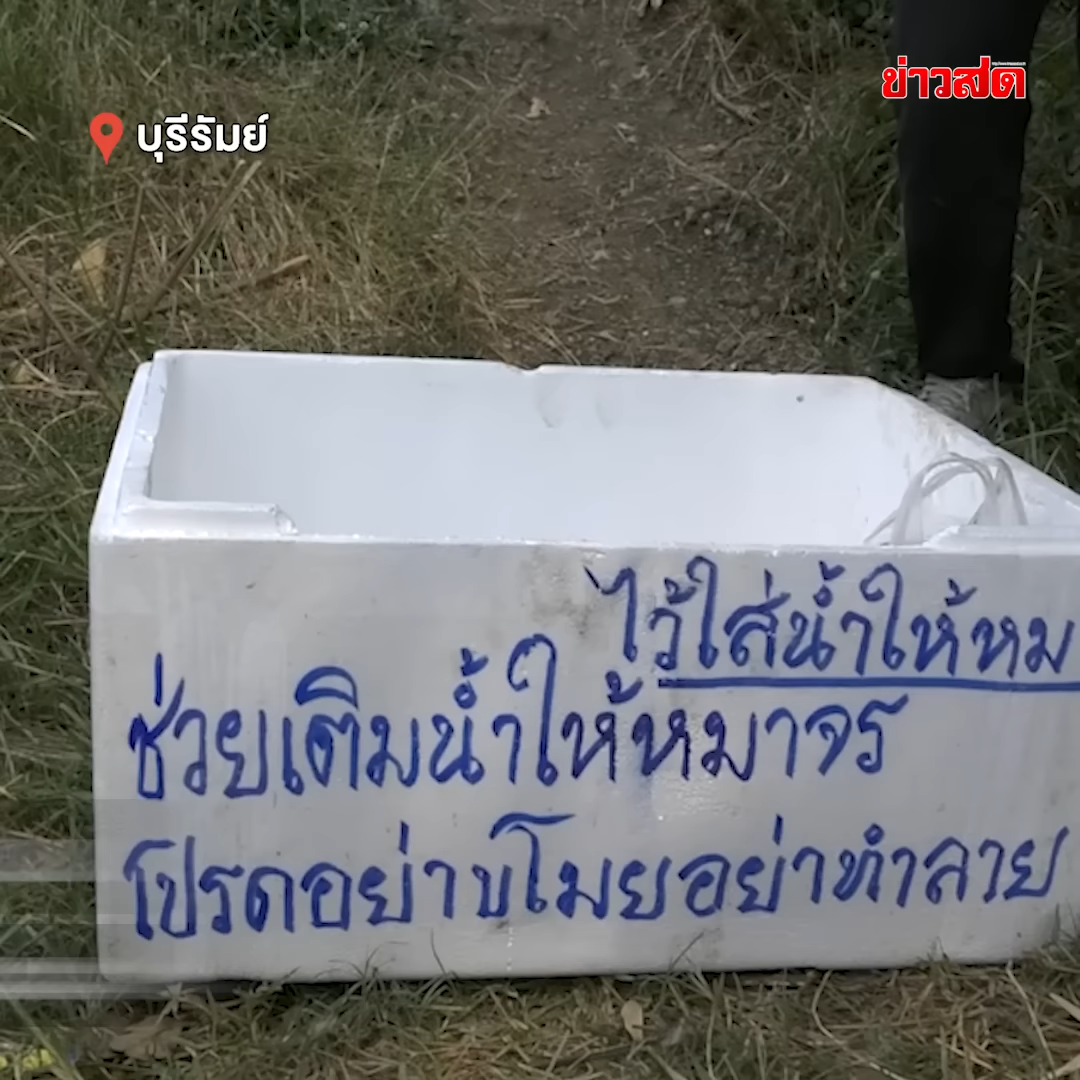 ข่าวสด
บุรีรัมย์
ไว้ใส่น้ำให้หม
ช่วยเติมน้ำให้หมาจร
โปรดอย่าขโมยอย่าทำลาย